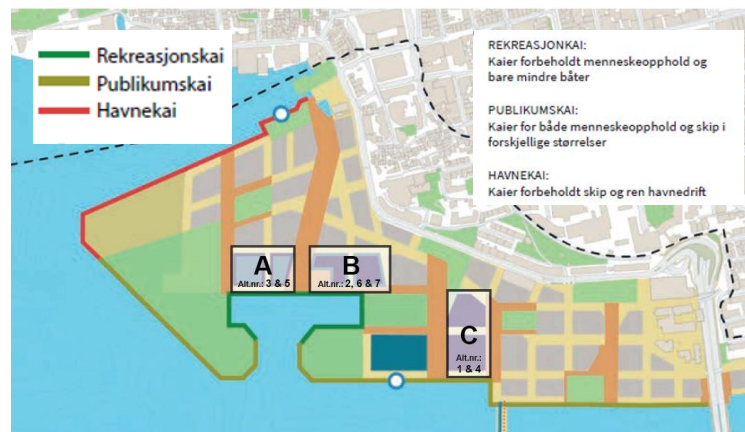 Rekreasjonskai
Publikumskai
Havnekai
REKREASJONKAI:
Kaier forbeholdt menneskeopphold og
bare mindre båter
PUBLIKUMSKAI:
Kaier for både menneskeopphold og skip i
forskjellige størrelser
HAVNEKAI:
Kaier forbeholdt skip og ren havnedrift
A
Alt.nr.: 3 & 5
B
Alt.nr.: 2, 6 & 7
C
Alt.nr.:
1 & 4